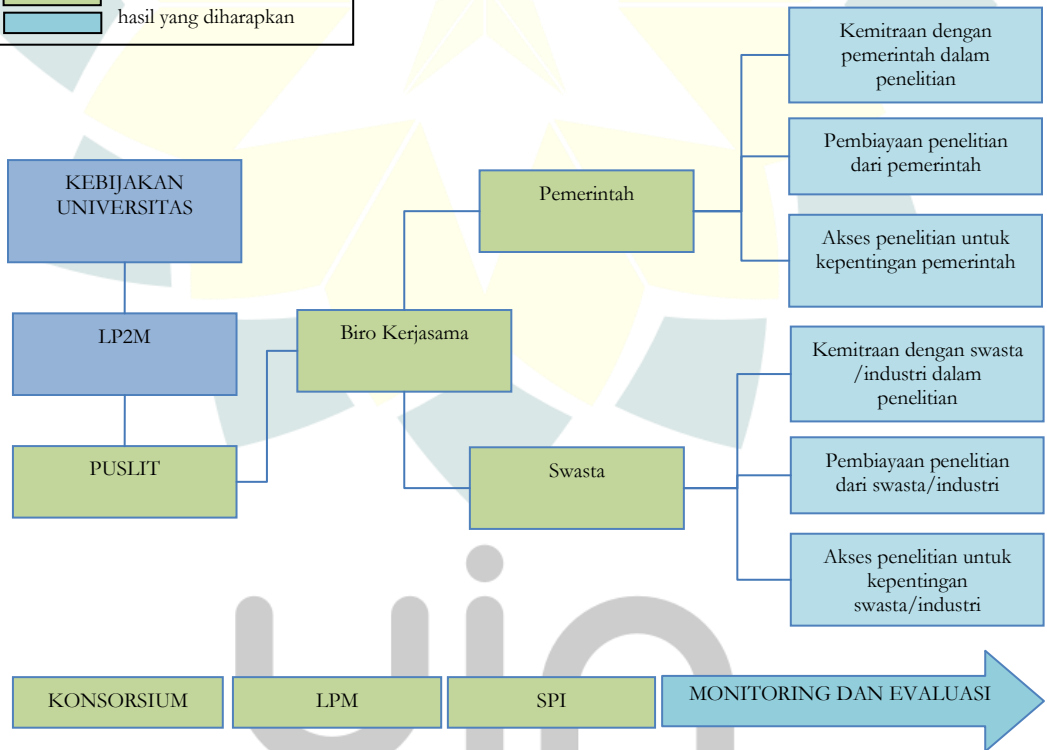 hasil yang diharapkan
KEBIJAKAN
UNIVERSITAS
LP2M
PUSLIT
Biro Kerjasama
Pemerintah
Swasta
Kemitraan dengan
pemerintah dalam
penelitian
Pembiayaan penelitian
dari pemerintah
Akses penelitian untuk
kepentingan pemerintah
Kemitraan dengan swasta
/industri dalam
penelitian
Pembiayaan penelitian
dari swasta/industri
Akses penelitian untuk
kepentingan
swasta/industri
uin
KONSORSIUM
LPM
SPI
MONITORING DAN EVALUASI